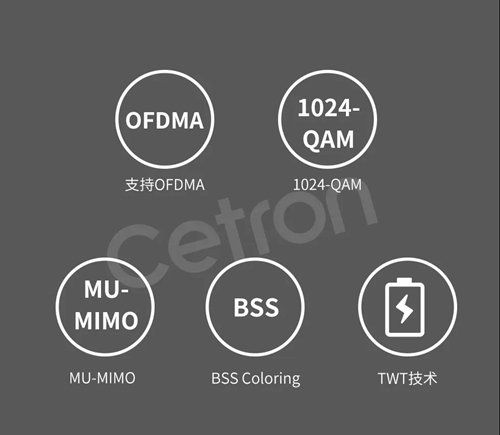 OFDMA
1024-
QAM
支持OFDMA
1024-QAM
Cetron
MU-
MIMO
BSS
MU-MIMO
BSS Coloring
TWT技术